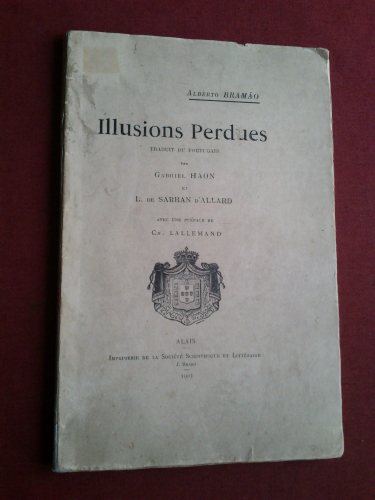 Alberto BRAMÃO
Illusions Perdues
TRADUIT DU PORTUGAIS
PAR
Gabriel HAON
ET
L. de SARRAN D'ALLARD
AVEC UNE PRÉFACE DE
Ch. LALLEMAND
ALAIS
Imprimerie de la Société Scientifique et Littéraire